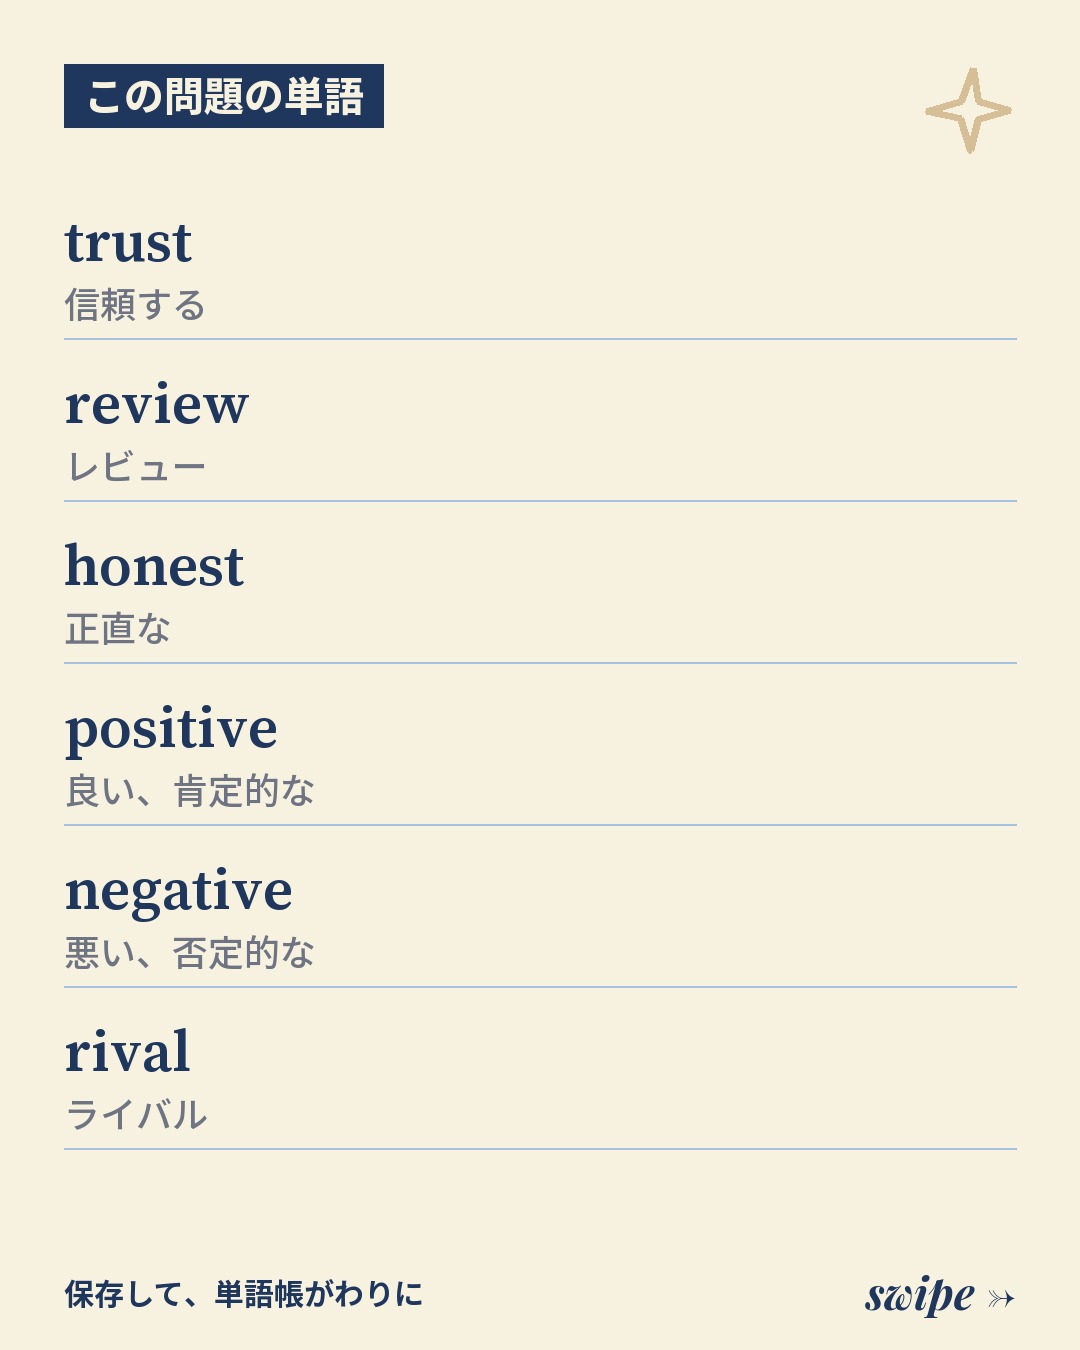 この問題の単語
trust
信頼する
review
レビュー
honest
正直な
positive
良い、肯定的な
negative
悪い、否定的な
rival
ライバル
保存して、単語帳がわりに
swipe